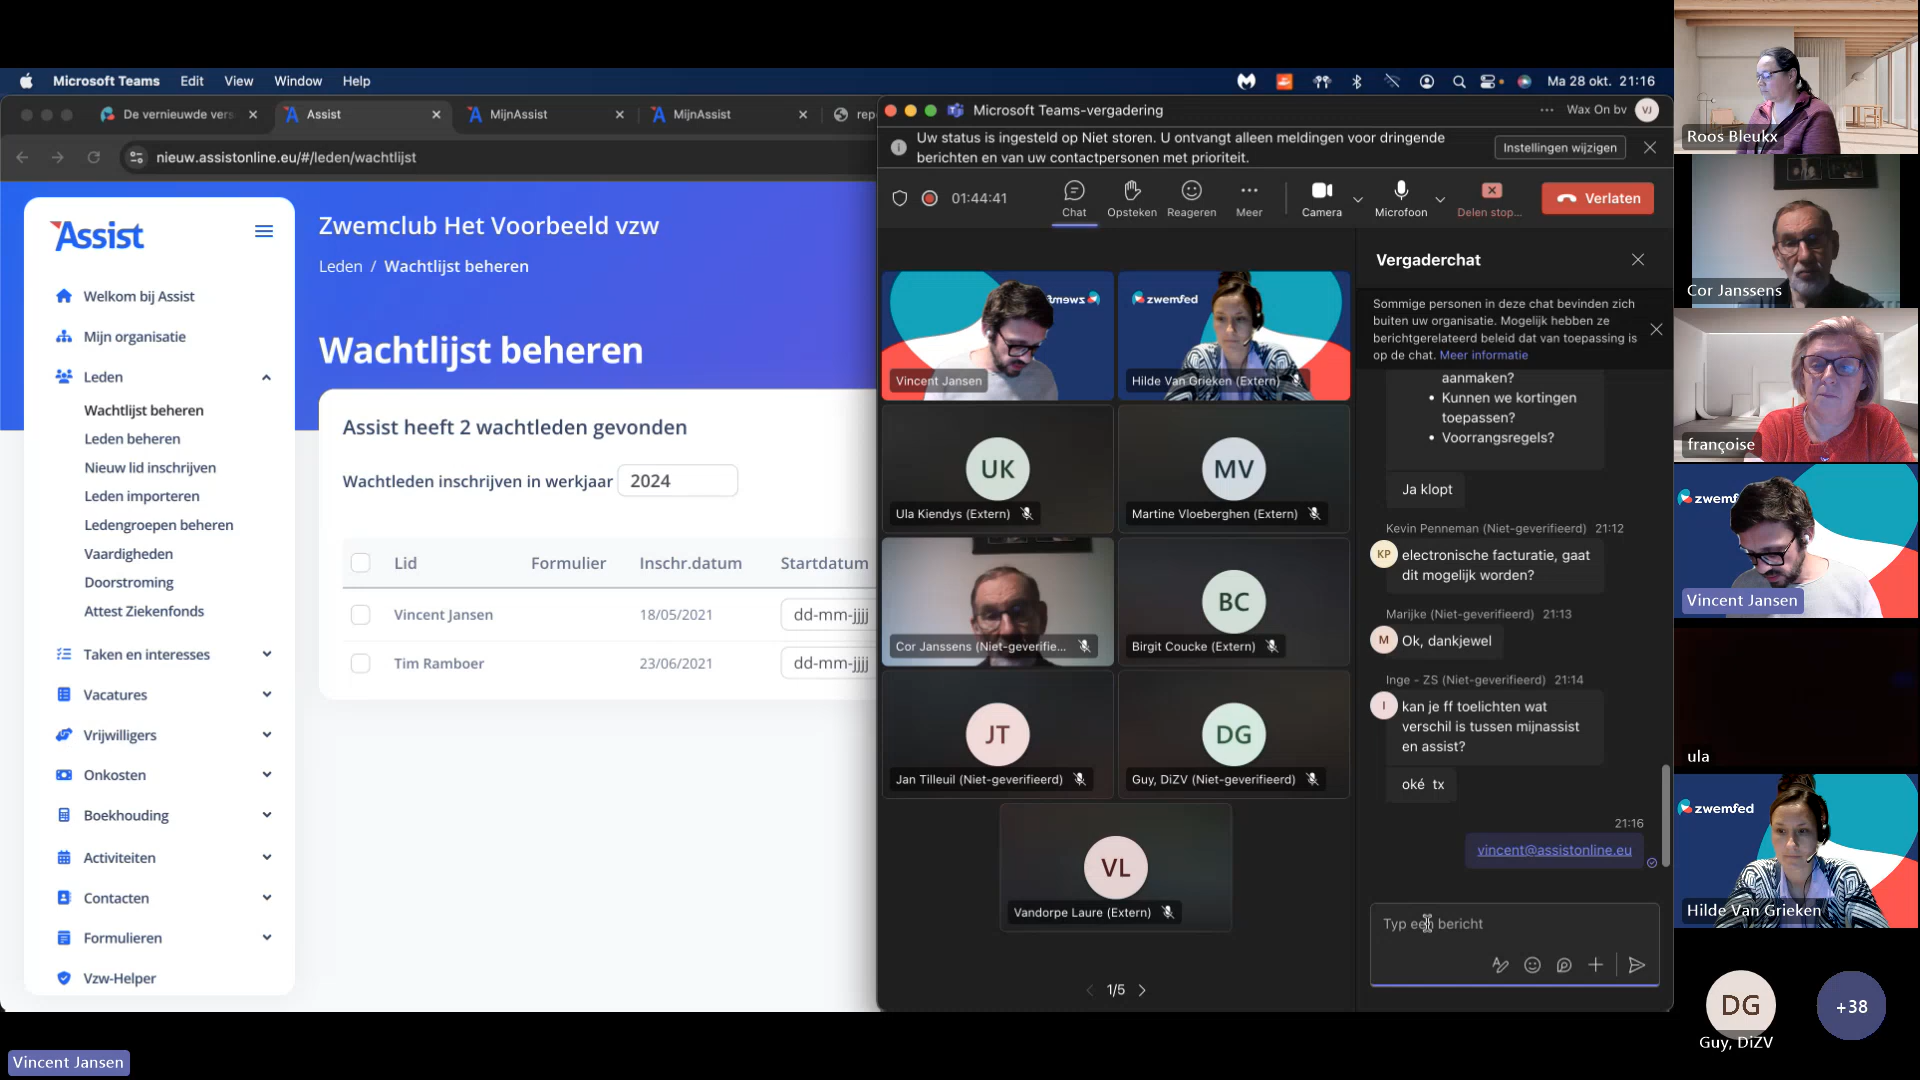 Microsoft Teams Edit View Window Help
Ma 28 okt. 21:16
De vernieuwde vers
Assist
MijnAssist
MijnAssist
rep
nieuw.assistonline.eu/#/leden/wachtlijst
Assist
Welkom bij Assist
Mijn organisatie
Leden
Wachtlijst beheren
Leden beheren
Nieuw lid inschrijven
Leden importeren
Ledengroepen beheren
Vaardigheden
Doorstroming
Attest Ziekenfonds
Taken en interesses
Vacatures
Vrijwilligers
Onkosten
Boekhouding
Activiteiten
Contacten
Formulieren
Vzw-Helper
Zwemclub Het Voorbeeld vzw
Leden / Wachtlijst beheren
Wachtlijst beheren
Assist heeft 2 wachtleden gevonden
Wachtleden inschrijven in werkjaar 2024
Lid Formulier Inschr.datum Startdatum
Vincent Jansen 18/05/2021 dd-mm-jjjj
Tim Ramboer 23/06/2021 dd-mm-jjjj
Microsoft Teams-vergadering
Wax On bv VJ
Uw status is ingesteld op Niet storen. U ontvangt alleen meldingen voor dringende
berichten en van uw contactpersonen met prioriteit.
Instellingen wijzigen
01:44:41
Chat Opsteken Reageren Meer Camera Microfoon Delen stop...
Verlaten
zwemfed
Vincent Jansen
zwemfed
Hilde Van Grieken (Extern)
UK
Ula Kiendys (Extern)
MV
Martine Vloeberghen (Extern)
Cor Janssens (Niet-geverifie...
BC
Birgit Coucke (Extern)
JT
Jan Tilleuil (Niet-geverifieerd)
DG
Guy, DiZV (Niet-geverifieerd)
VL
Vandorpe Laure (Extern)
1/5
Vergaderchat
Sommige personen in deze chat bevinden zich
buiten uw organisatie. Mogelijk hebben ze
berichtgerelateerd beleid dat van toepassing is
op de chat. Meer informatie
aanmaken?
• Kunnen we kortingen
toepassen?
• Voorrangsregels?
Ja klopt
Kevin Penneman (Niet-geverifieerd) 21:12
KP
electronische facturatie, gaat
dit mogelijk worden?
Marijke (Niet-geverifieerd) 21:13
M
Ok, dankjewel
Inge - ZS (Niet-geverifieerd) 21:14
I
kan je ff toelichten wat
verschil is tussen mijnassist
en assist?
oké tx
21:16
vincent@assistonline.eu
Typ een bericht
Roos Bleukx
Cor Janssens
françoise
zwemf
Vincent Jansen
ula
zwemfed
Hilde Van Grieken
DG
Guy, DiZV
+38
Vincent Jansen